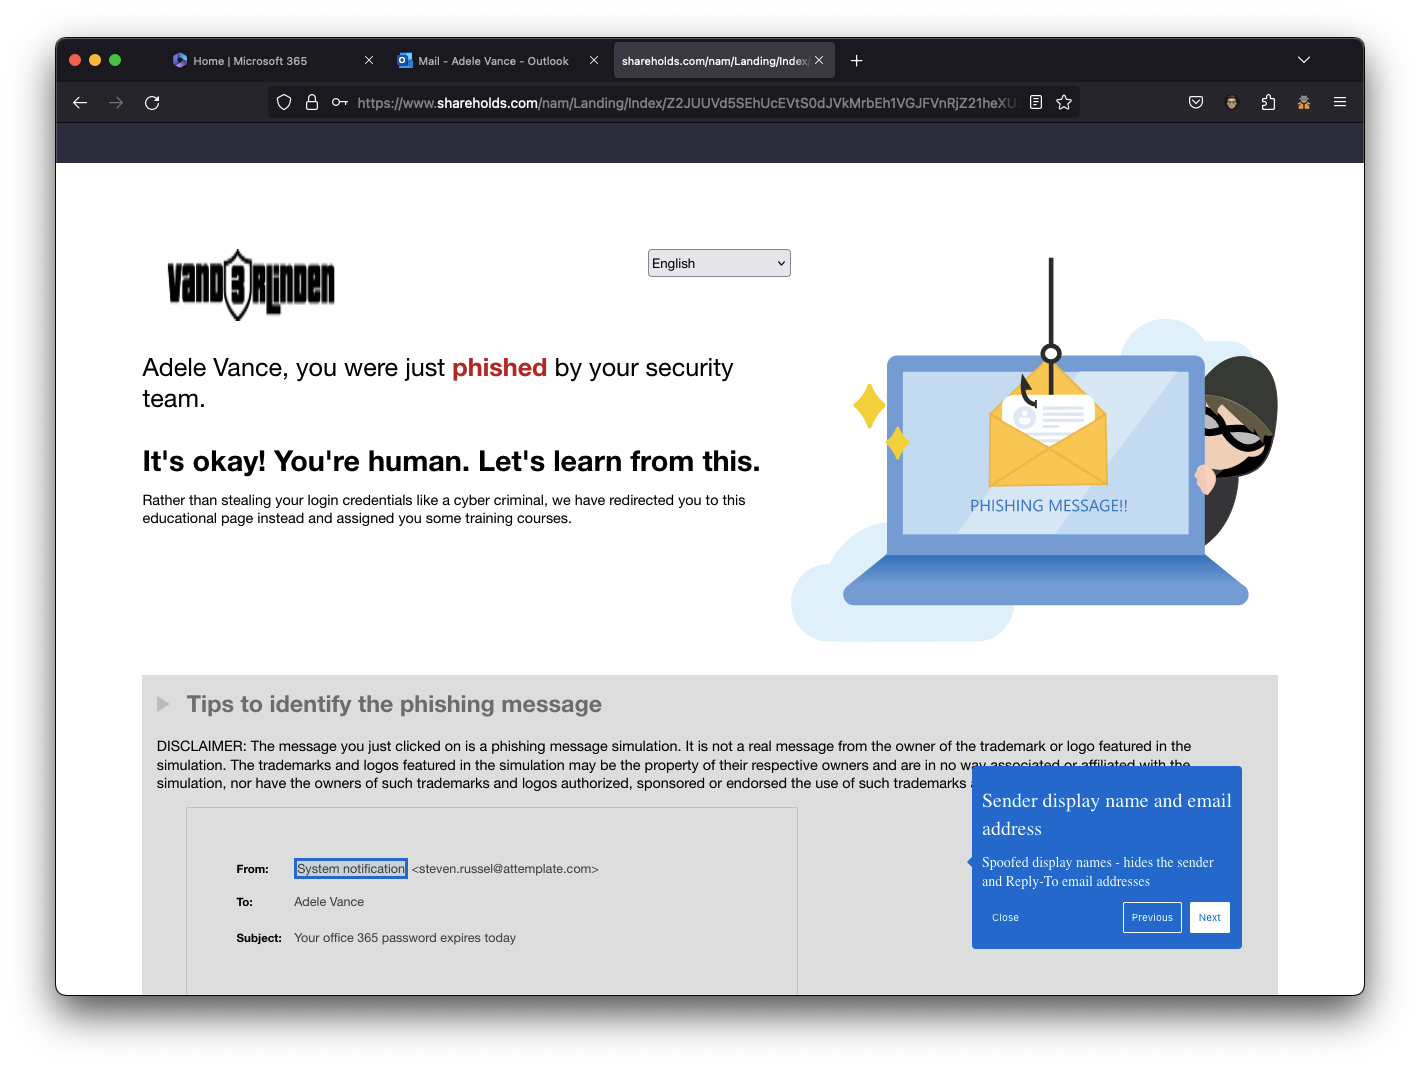 Home | Microsoft 365
Mail - Adele Vance - Outlook
shareholds.com/nam/Landing/Index/
https://www.shareholds.com/nam/Landing/Index/Z2JUUVd5SEhUcEVtS0dJVkMrbEh1VGJFVnRjZ21heXU
VAND3RLINDEN
English
Adele Vance, you were just phished by your security
team.
It's okay! You're human. Let's learn from this.
Rather than stealing your login credentials like a cyber criminal, we have redirected you to this
educational page instead and assigned you some training courses.
PHISHING MESSAGE!!
Tips to identify the phishing message
DISCLAIMER: The message you just clicked on is a phishing message simulation. It is not a real message from the owner of the trademark or logo featured in the
simulation. The trademarks and logos featured in the simulation may be the property of their respective owners and are in no way associated or affiliated with the
simulation, nor have the owners of such trademarks and logos authorized, sponsored or endorsed the use of such trademarks
Sender display name and email
address
Spoofed display names - hides the sender
and Reply-To email addresses
Close
Previous
Next
From: System notification <steven.russel@attemplate.com>
To: Adele Vance
Subject: Your office 365 password expires today